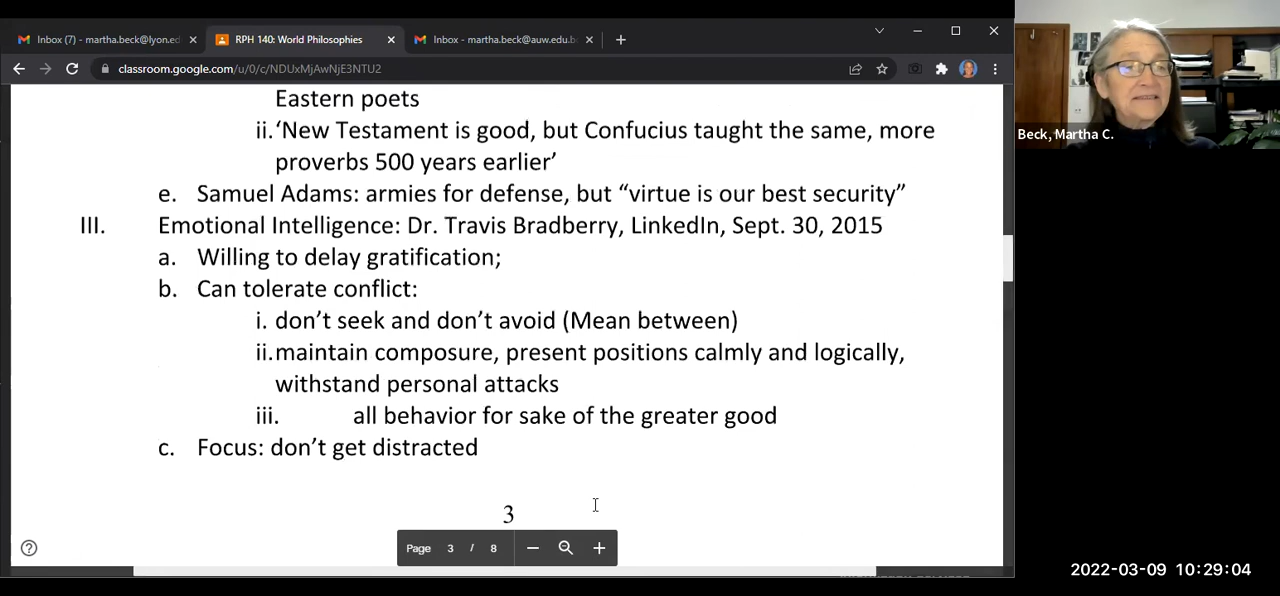 Inbox (7) - martha.beck@lyon.ed
RPH 140: World Philosophies
Inbox - martha.beck@auw.edu.b
classroom.google.com/u/0/c/NDUxMjAwNjE3NTU2
Eastern poets
ii. ‘New Testament is good, but Confucius taught the same, more
proverbs 500 years earlier’
e. Samuel Adams: armies for defense, but “virtue is our best security”
III. Emotional Intelligence: Dr. Travis Bradberry, LinkedIn, Sept. 30, 2015
a. Willing to delay gratification;
b. Can tolerate conflict:
i. don’t seek and don’t avoid (Mean between)
ii. maintain composure, present positions calmly and logically,
withstand personal attacks
iii. all behavior for sake of the greater good
c. Focus: don’t get distracted
3
Page 3 / 8
Beck, Martha C.
2022-03-09 10:29:04